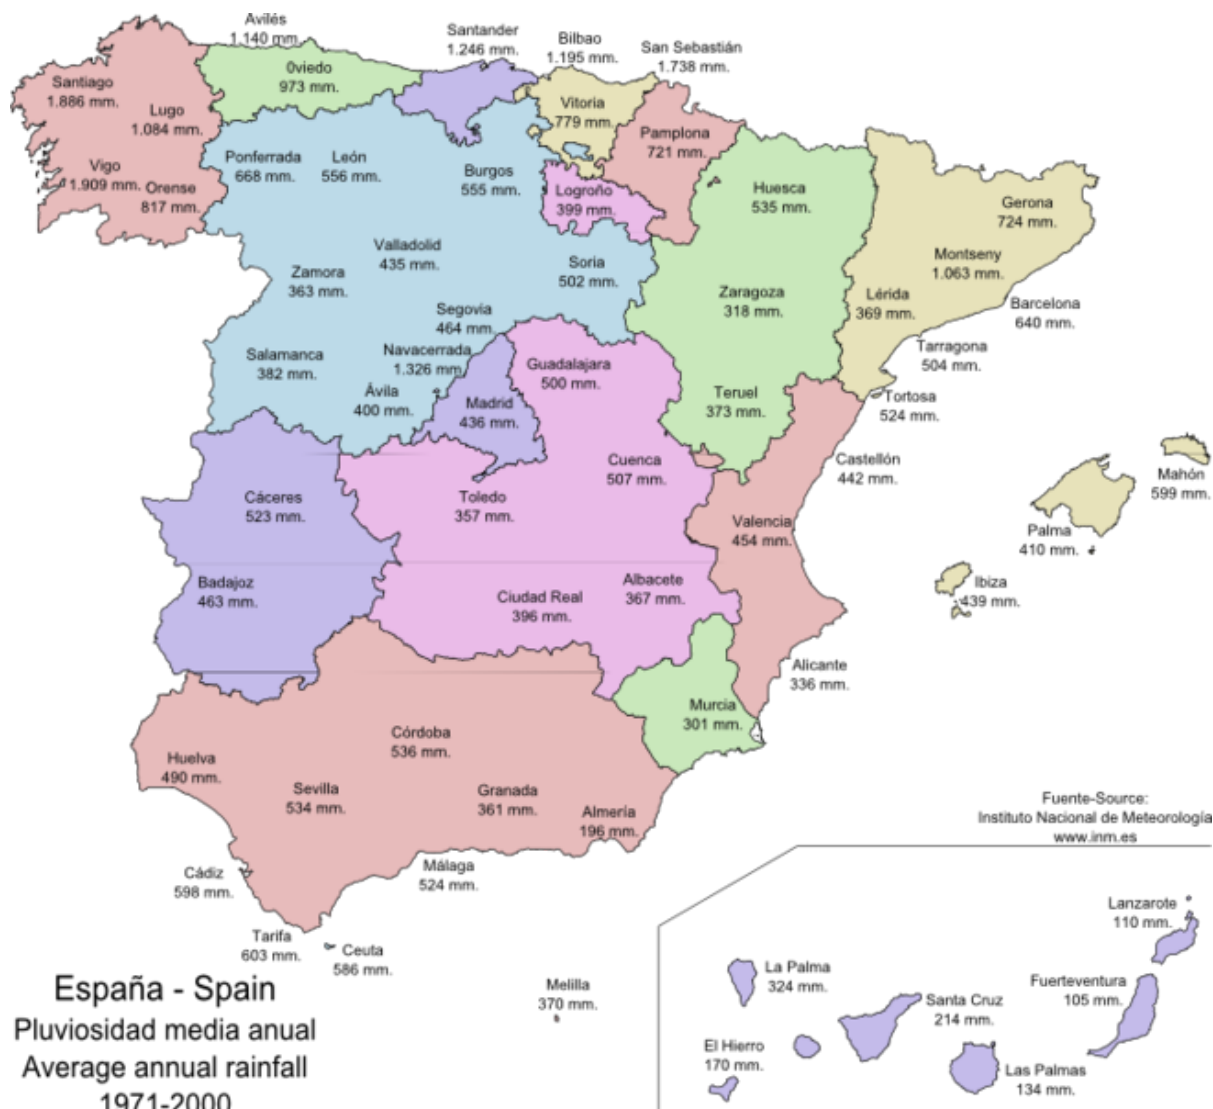 Avilés
1.140 mm.
Oviedo
973 mm.
Santander
1.246 mm.
Bilbao
1.195 mm.
San Sebastián
1.738 mm.
Santiago
1.886 mm.
Lugo
1.084 mm.
Vitoria
779 mm.
Pamplona
721 mm.
Vigo
1.909 mm.
Orense
817 mm.
Ponferrada
668 mm.
León
556 mm.
Burgos
555 mm.
Logroño
399 mm.
Huesca
535 mm.
Gerona
724 mm.
Valladolid
435 mm.
Zamora
363 mm.
Soria
502 mm.
Montseny
1.063 mm.
Zaragoza
318 mm.
Lérida
369 mm.
Barcelona
640 mm.
Segovia
464 mm.
Salamanca
382 mm.
Navacerrada
1.326 mm
Guadalajara
500 mm.
Tarragona
504 mm.
Ávila
400 mm.
Madrid
436 mm.
Teruel
373 mm.
Tortosa
524 mm.
Cuenca
507 mm.
Castellón
442 mm.
Mahón
599 mm.
Cáceres
523 mm.
Toledo
357 mm.
Valencia
454 mm.
Palma
410 mm.
Badajoz
463 mm.
Ciudad Real
396 mm.
Albacete
367 mm.
Ibiza
439 mm.
Alicante
336 mm.
Murcia
301 mm.
Córdoba
536 mm.
Huelva
490 mm.
Sevilla
534 mm.
Granada
361 mm.
Almería
196 mm.
Fuente-Source:
Instituto Nacional de Meteorología
www.inm.es
Cádiz
598 mm.
Málaga
524 mm.
Tarifa
603 mm.
Ceuta
586 mm.
Melilla
370 mm.
Lanzarote
110 mm.
La Palma
324 mm.
Fuerteventura
105 mm.
Santa Cruz
214 mm.
El Hierro
170 mm.
Las Palmas
134 mm.
España - Spain
Pluviosidad media anual
Average annual rainfall
1971-2000